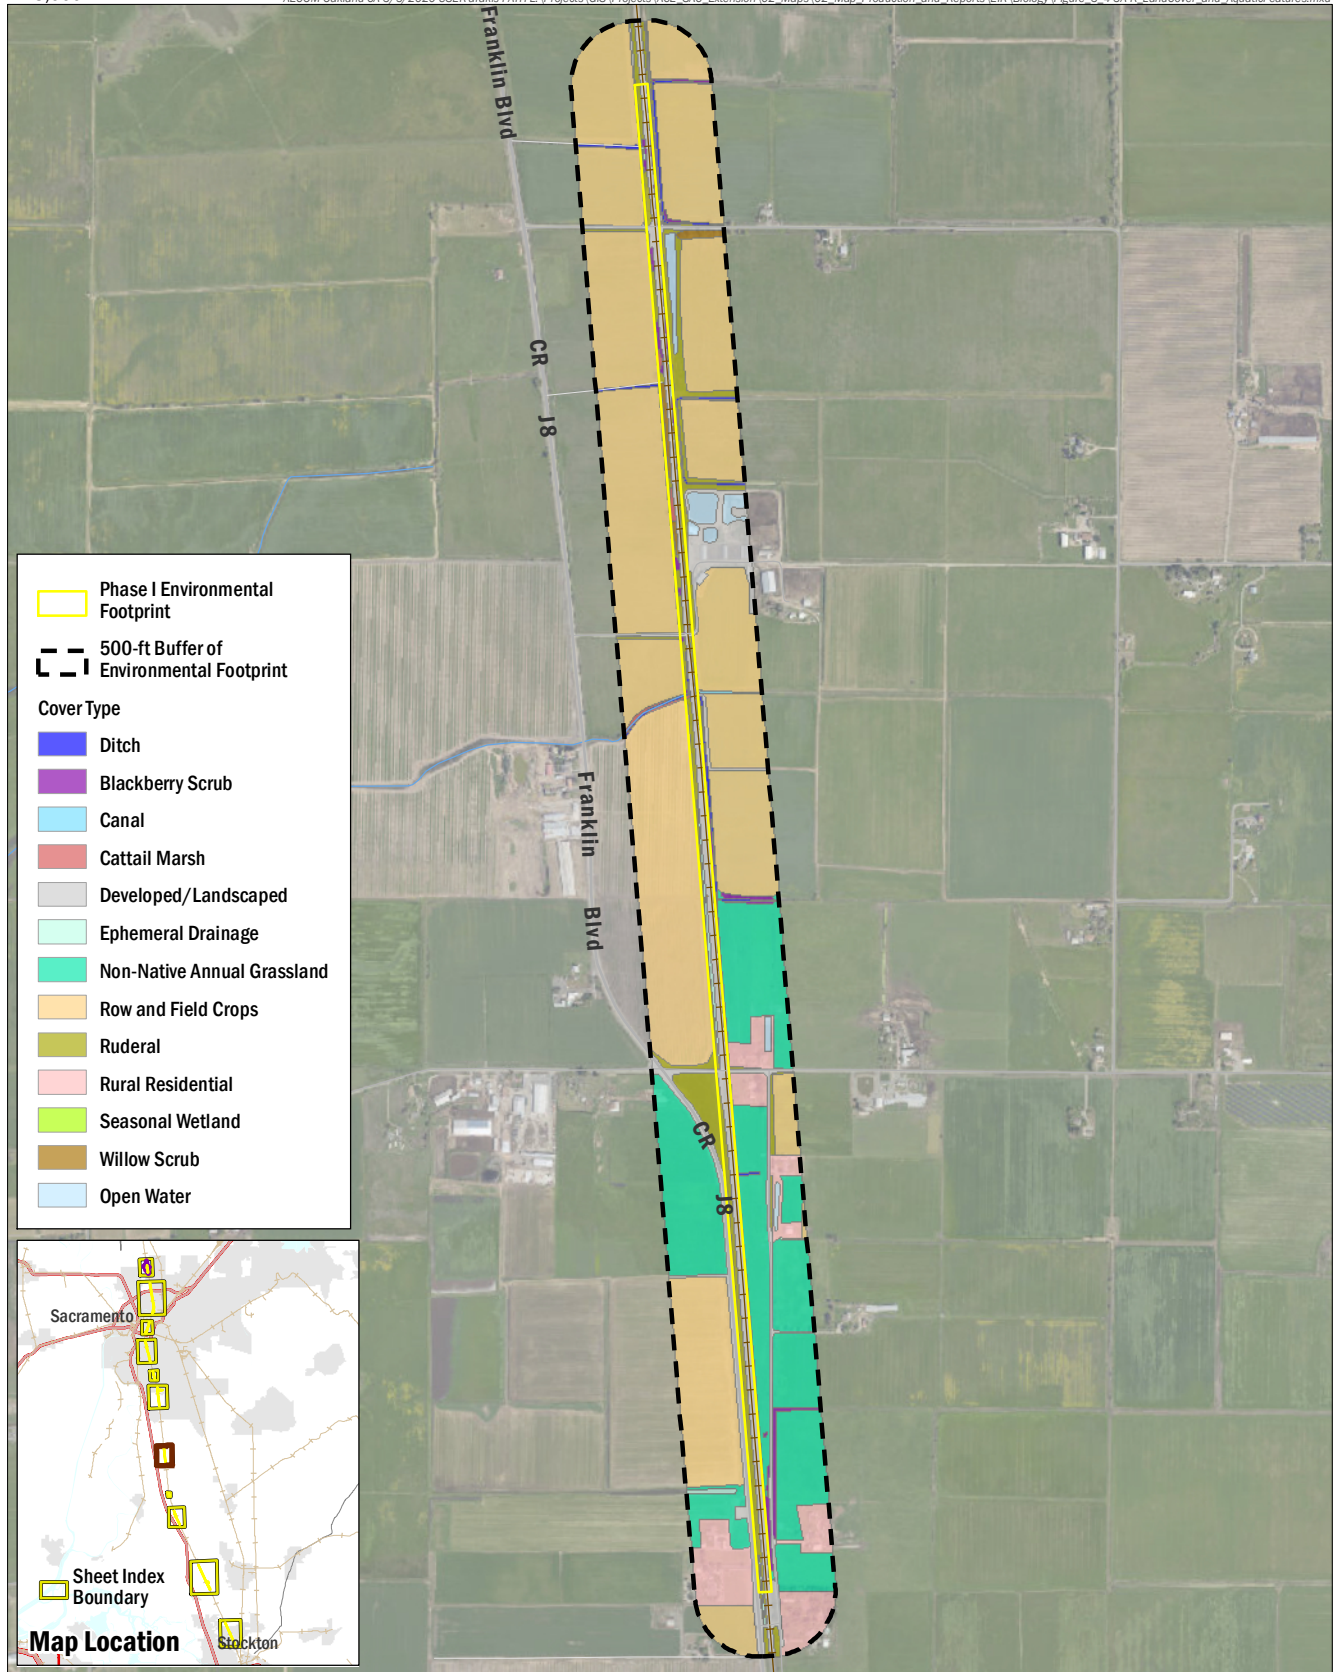 Franklin Blvd
CR
J8
Franklin
Blvd
CR
J8
Phase I Environmental
Footprint
500-ft Buffer of
Environmental Footprint
Cover Type
Ditch
Blackberry Scrub
Canal
Cattail Marsh
Developed/Landscaped
Ephemeral Drainage
Non-Native Annual Grassland
Row and Field Crops
Ruderal
Rural Residential
Seasonal Wetland
Willow Scrub
Open Water
Sacramento
Sheet Index
Boundary
Map Location
Stockton